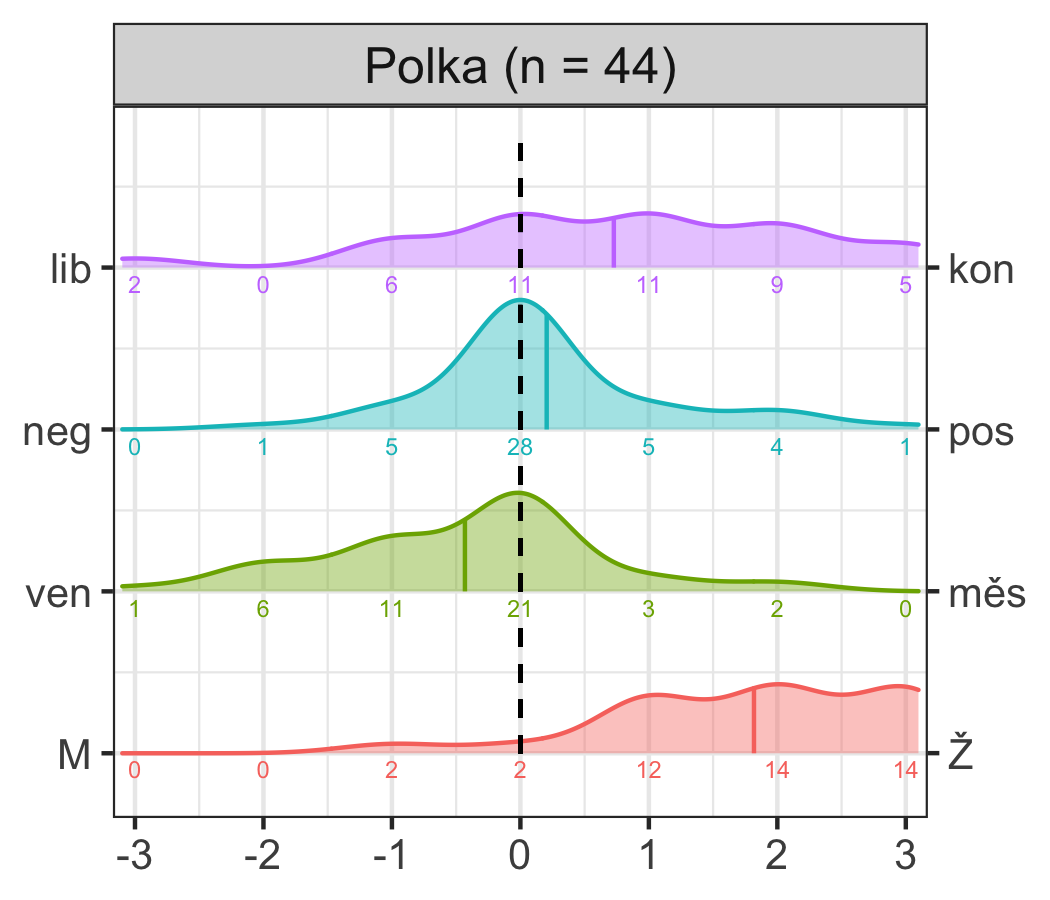 Polka (n = 44)
lib kon
2 0 6 11 11 9 5
neg pos
0 1 5 28 5 4 1
ven měs
1 6 11 21 3 2 0
M Ž
0 0 2 2 12 14 14
-3 -2 -1 0 1 2 3